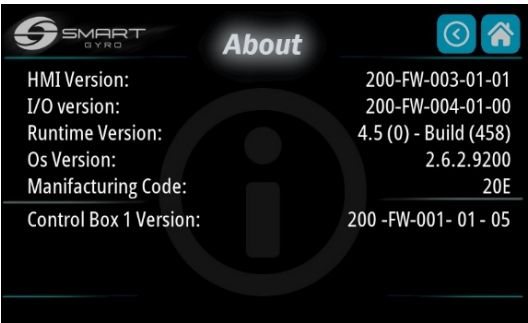 SMART
GYRO
About
HMI Version: 200-FW-003-01-01
I/O version: 200-FW-004-01-00
Runtime Version: 4.5 (0) - Build (458)
Os Version: 2.6.2.9200
Manifacturing Code: 20E
Control Box 1 Version: 200 -FW-001- 01 - 05